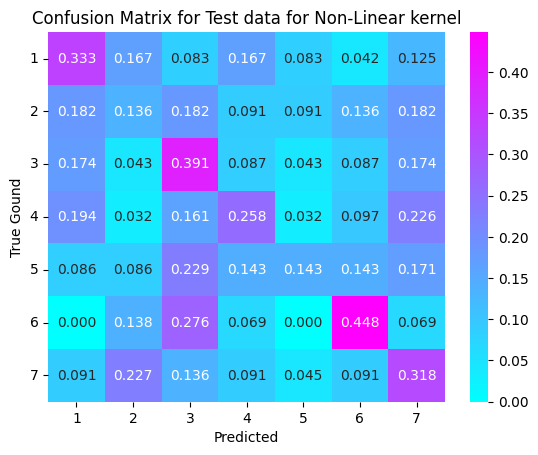 Confusion Matrix for Test data for Non-Linear kernel
True Gound
1 0.333 0.167 0.083 0.167 0.083 0.042 0.125
2 0.182 0.136 0.182 0.091 0.091 0.136 0.182
3 0.174 0.043 0.391 0.087 0.043 0.087 0.174
4 0.194 0.032 0.161 0.258 0.032 0.097 0.226
5 0.086 0.086 0.229 0.143 0.143 0.143 0.171
6 0.000 0.138 0.276 0.069 0.000 0.448 0.069
7 0.091 0.227 0.136 0.091 0.045 0.091 0.318
1 2 3 4 5 6 7
Predicted
0.40
0.35
0.30
0.25
0.20
0.15
0.10
0.05
0.00